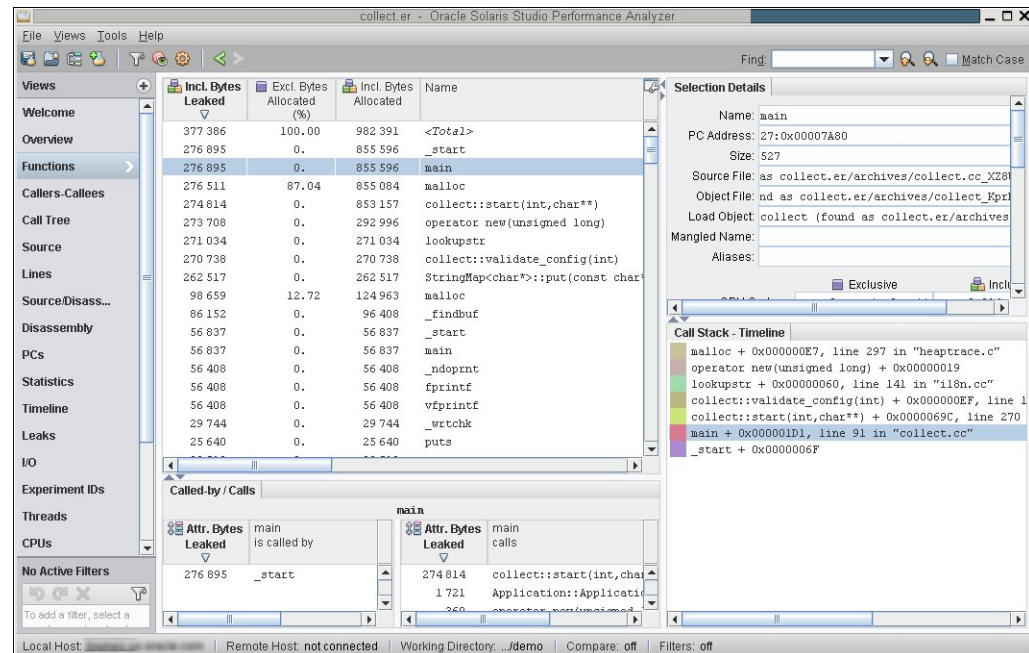 collect.er - Oracle Solaris Studio Performance Analyzer
File Views Tools Help
Find: Match Case
Views
Welcome
Overview
Functions
Callers-Callees
Call Tree
Source
Lines
Source/Disass...
Disassembly
PCs
Statistics
Timeline
Leaks
I/O
Experiment IDs
Threads
CPUs
No Active Filters
To add a filter, select a
Incl. Bytes Leaked Excl. Bytes Allocated (%) Incl. Bytes Allocated Name
377 386 100.00 982 391 <Total>
276 895 0. 855 596 _start
276 895 0. 855 596 main
276 511 87.04 855 084 malloc
274 814 0. 853 157 collect::start(int,char**)
273 708 0. 292 996 operator new(unsigned long)
271 034 0. 271 034 lookupstr
270 738 0. 270 738 collect::validate_config(int)
262 517 0. 262 517 StringMap<char*>::put(const char*
98 659 12.72 124 963 malloc
86 152 0. 96 408 _findbuf
56 837 0. 56 837 _start
56 837 0. 56 837 main
56 408 0. 56 408 _ndoprnt
56 408 0. 56 408 fprintf
56 408 0. 56 408 vfprintf
29 744 0. 29 744 _wrtchk
25 640 0. 25 640 puts
Called-by / Calls
main
Attr. Bytes Leaked main is called by
276 895 _start
Attr. Bytes Leaked main calls
274 814 collect::start(int,char
1 721 Application::Applicatio
Selection Details
Name: main
PC Address: 27:0x00007A80
Size: 527
Source File: as collect.er/archives/collect.cc_XZ8
Object File: nd as collect.er/archives/collect_Kpr
Load Object: collect (found as collect.er/archives
Mangled Name:
Aliases:
Exclusive Inclu
Call Stack - Timeline
malloc + 0x000000E7, line 297 in "heaptrace.c"
operator new(unsigned long) + 0x00000019
lookupstr + 0x00000060, line 141 in "i18n.cc"
collect::validate_config(int) + 0x000000EF, line 1
collect::start(int,char**) + 0x0000069C, line 270
main + 0x000001D1, line 91 in "collect.cc"
_start + 0x0000006F
Local Host: Remote Host: not connected Working Directory: .../demo Compare: off Filters: off